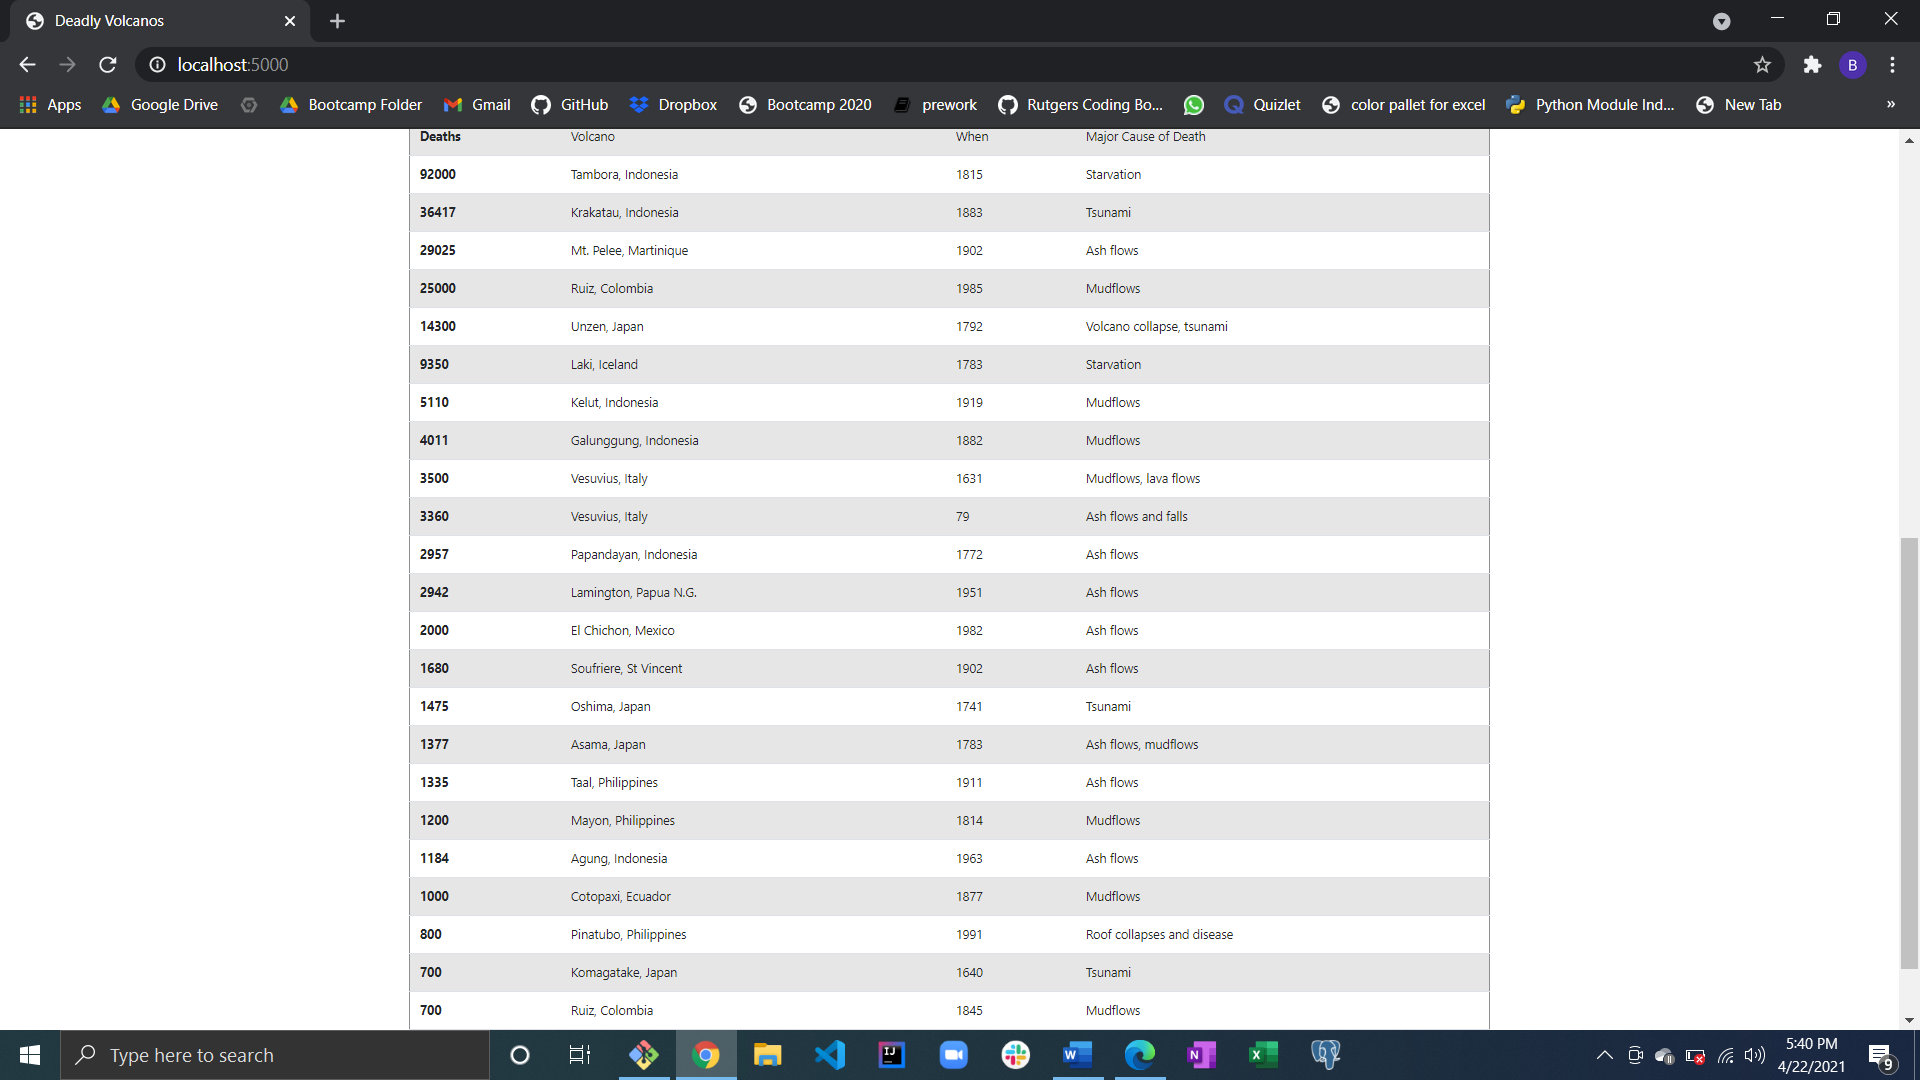 Deadly Volcanos
localhost:5000
B
Apps Google Drive Bootcamp Folder Gmail GitHub Dropbox Bootcamp 2020 prework Rutgers Coding Bo... Quizlet color pallet for excel Python Module Ind... New Tab »
Deaths Volcano When Major Cause of Death
92000 Tambora, Indonesia 1815 Starvation
36417 Krakatau, Indonesia 1883 Tsunami
29025 Mt. Pelee, Martinique 1902 Ash flows
25000 Ruiz, Colombia 1985 Mudflows
14300 Unzen, Japan 1792 Volcano collapse, tsunami
9350 Laki, Iceland 1783 Starvation
5110 Kelut, Indonesia 1919 Mudflows
4011 Galunggung, Indonesia 1882 Mudflows
3500 Vesuvius, Italy 1631 Mudflows, lava flows
3360 Vesuvius, Italy 79 Ash flows and falls
2957 Papandayan, Indonesia 1772 Ash flows
2942 Lamington, Papua N.G. 1951 Ash flows
2000 El Chichon, Mexico 1982 Ash flows
1680 Soufriere, St Vincent 1902 Ash flows
1475 Oshima, Japan 1741 Tsunami
1377 Asama, Japan 1783 Ash flows, mudflows
1335 Taal, Philippines 1911 Ash flows
1200 Mayon, Philippines 1814 Mudflows
1184 Agung, Indonesia 1963 Ash flows
1000 Cotopaxi, Ecuador 1877 Mudflows
800 Pinatubo, Philippines 1991 Roof collapses and disease
700 Komagatake, Japan 1640 Tsunami
700 Ruiz, Colombia 1845 Mudflows
Type here to search
5:40 PM
4/22/2021
9